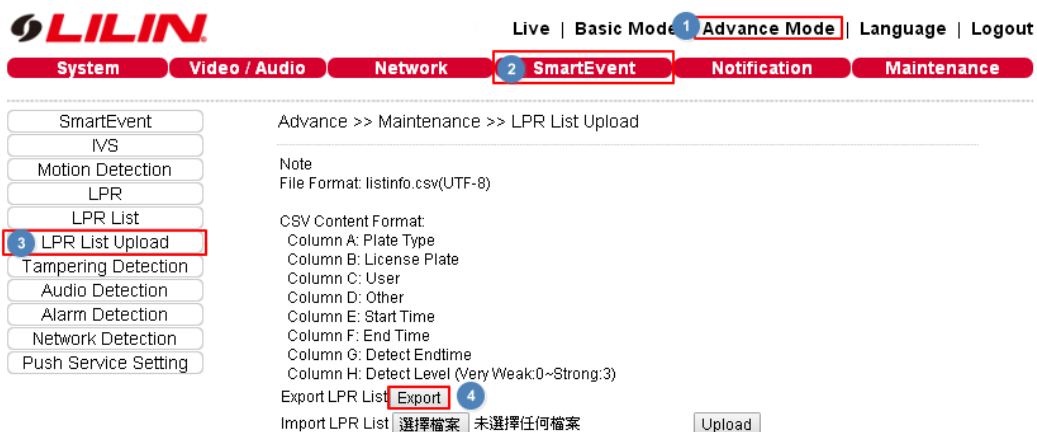 LILIN
Live | Basic Mode 1 Advance Mode | Language | Logout
System Video / Audio Network 2 SmartEvent Notification Maintenance
SmartEvent
IVS
Motion Detection
LPR
LPR List
3 LPR List Upload
Tampering Detection
Audio Detection
Alarm Detection
Network Detection
Push Service Setting
Advance >> Maintenance >> LPR List Upload
Note
File Format: listinfo.csv(UTF-8)
CSV Content Format:
Column A: Plate Type
Column B: License Plate
Column C: User
Column D: Other
Column E: Start Time
Column F: End Time
Column G: Detect Endtime
Column H: Detect Level (Very Weak:0~Strong:3)
Export LPR List Export 4
Import LPR List 選擇檔案 未選擇任何檔案 Upload